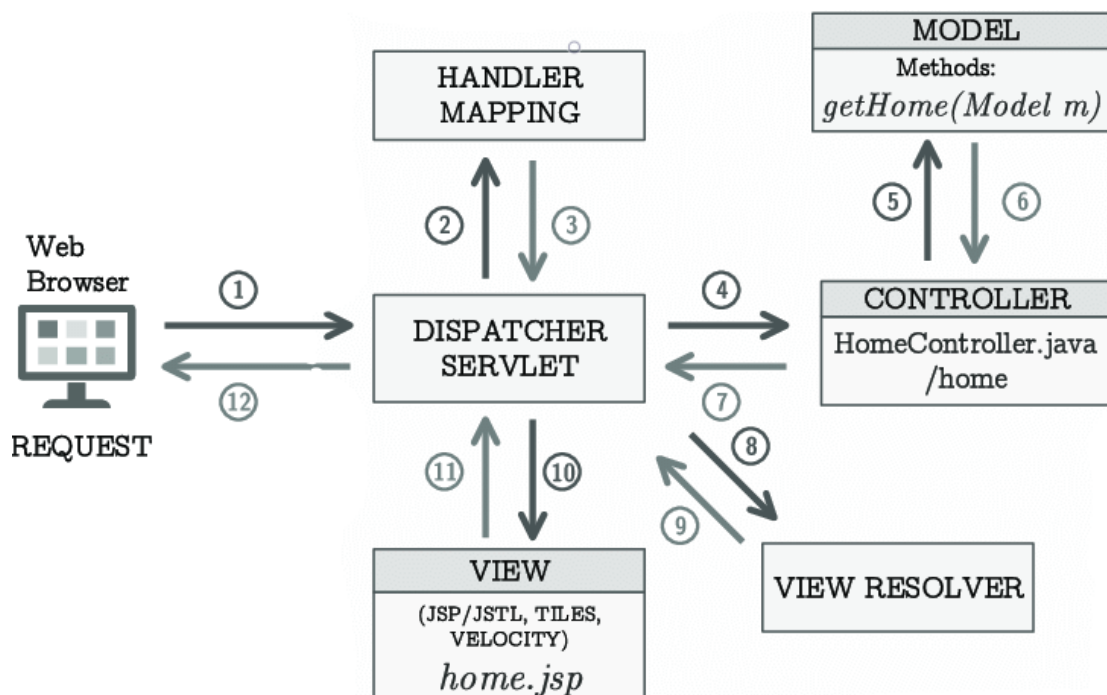 MODEL
Methods:
getHome(Model m)
HANDLER
MAPPING
2
3
5
6
Web
Browser
1
4
DISPATCHER
SERVLET
CONTROLLER
HomeController.java
/home
12
7
REQUEST
8
11
10
9
VIEW
(JSP/JSTL, TILES,
VELOCITY)
home.jsp
VIEW RESOLVER